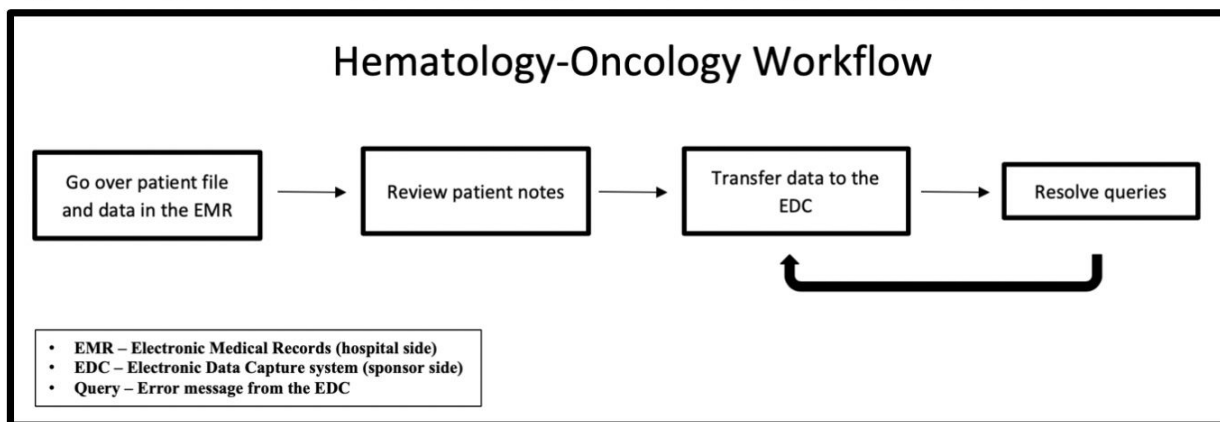 Hematology-Oncology Workflow
Go over patient file
and data in the EMR
Review patient notes
Transfer data to the
EDC
Resolve queries
• EMR – Electronic Medical Records (hospital side)
• EDC – Electronic Data Capture system (sponsor side)
• Query – Error message from the EDC